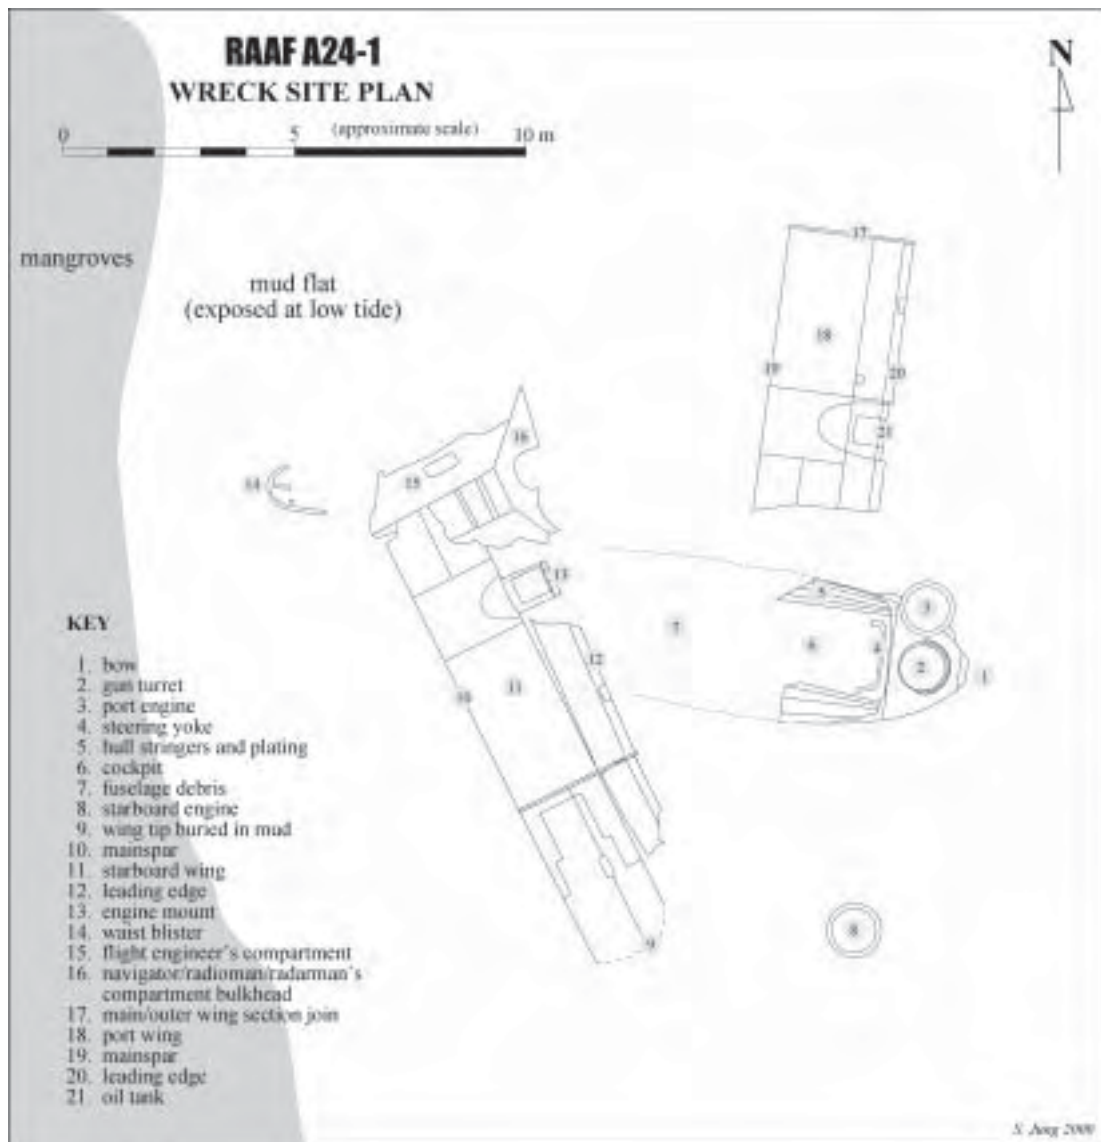 RAAF A24-1
WRECK SITE PLAN
N
0 5 (approximate scale) 10 m
mangroves
mud flat
(exposed at low tide)
17
18
19
20
21
16
15
14
13
12
11
10
9
7
5
6
4
3
2
1
8
KEY
1. bow
2. gun turret
3. port engine
4. steering yoke
5. hull stringers and plating
6. cockpit
7. fuselage debris
8. starboard engine
9. wing tip buried in mud
10. mainspar
11. starboard wing
12. leading edge
13. engine mount
14. waist blister
15. flight engineer's compartment
16. navigator/radioman/radarman's
compartment bulkhead
17. main/outer wing section join
18. port wing
19. mainspar
20. leading edge
21. oil tank
S. Jung 2000